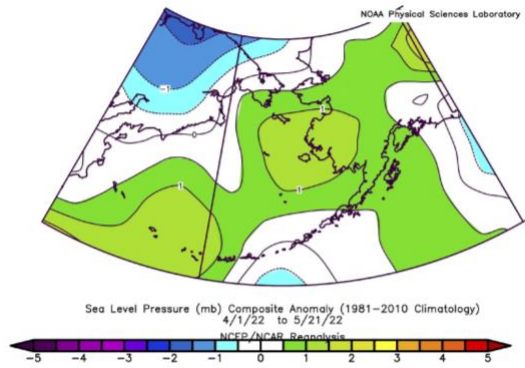 NOAA Physical Sciences Laboratory
-1
0
1
1
1
Sea Level Pressure (mb) Composite Anomaly (1981-2010 Climatology)
4/1/22 to 5/21/22
NCEP/NCAR Reanalysis
-5 -4 -3 -2 -1 0 1 2 3 4 5